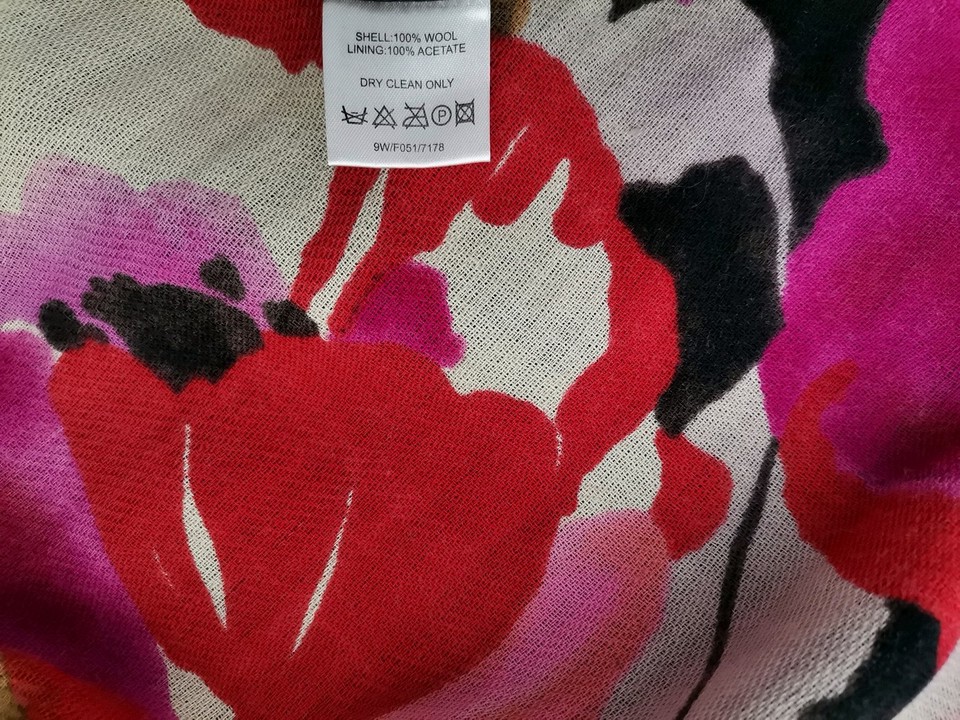 SHELL:100% WOOL
LINING:100% ACETATE
DRY CLEAN ONLY
P
9W/F051/7178